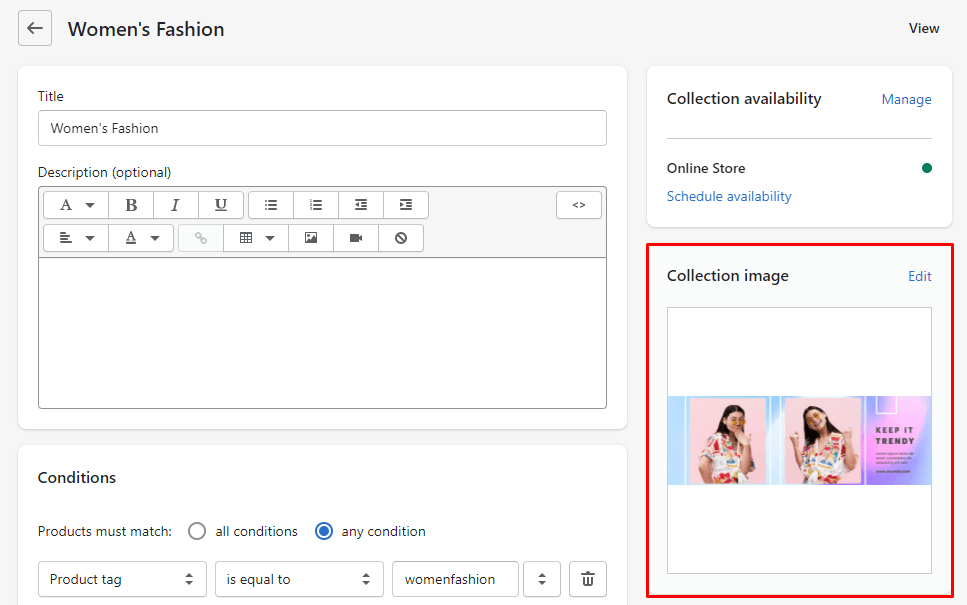 Women's Fashion
View
Title
Women's Fashion
Description (optional)
A
B I U
<>
A
Conditions
Products must match: all conditions any condition
Product tag is equal to womenfashion
Collection availability Manage
Online Store
Schedule availability
Collection image Edit
KEEP IT
TRENDY